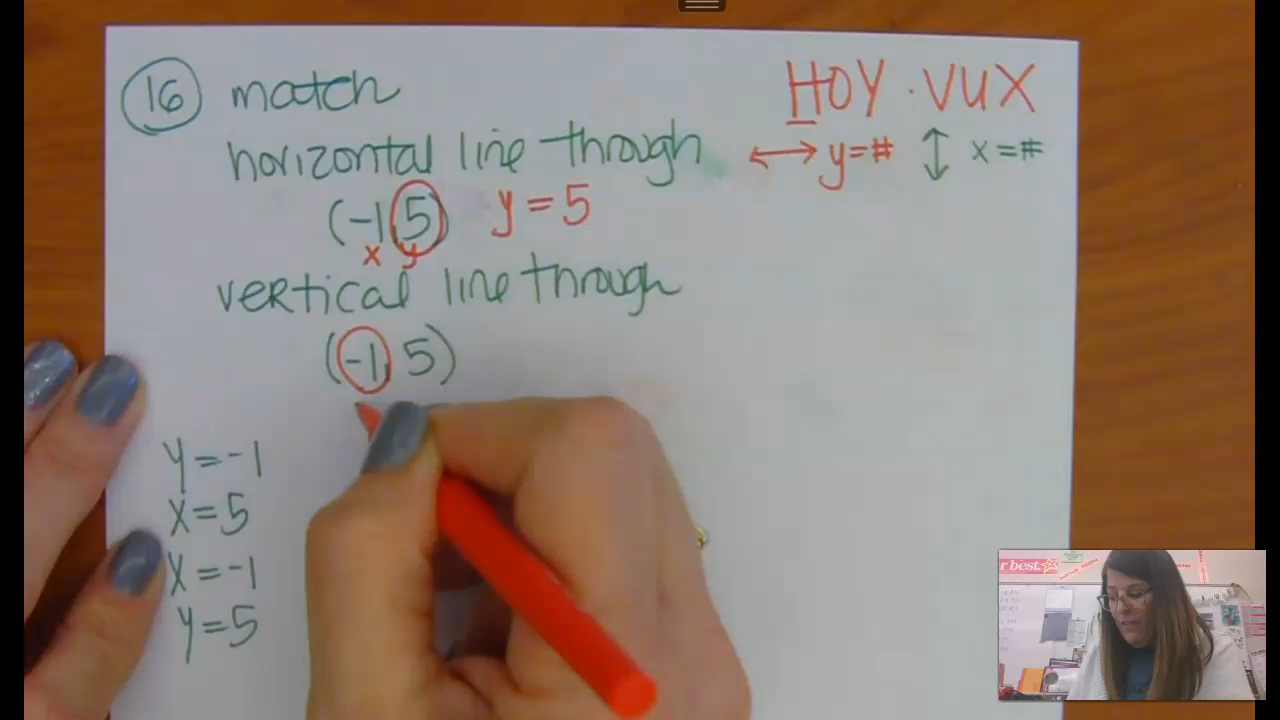 16 match
HOY · VUX
horizontal line through
↔ y=# ↕ x=#
(-1, 5) y = 5
x y
vertical line through
(-1, 5)
y = -1
x = 5
x = -1
y = 5
r best.